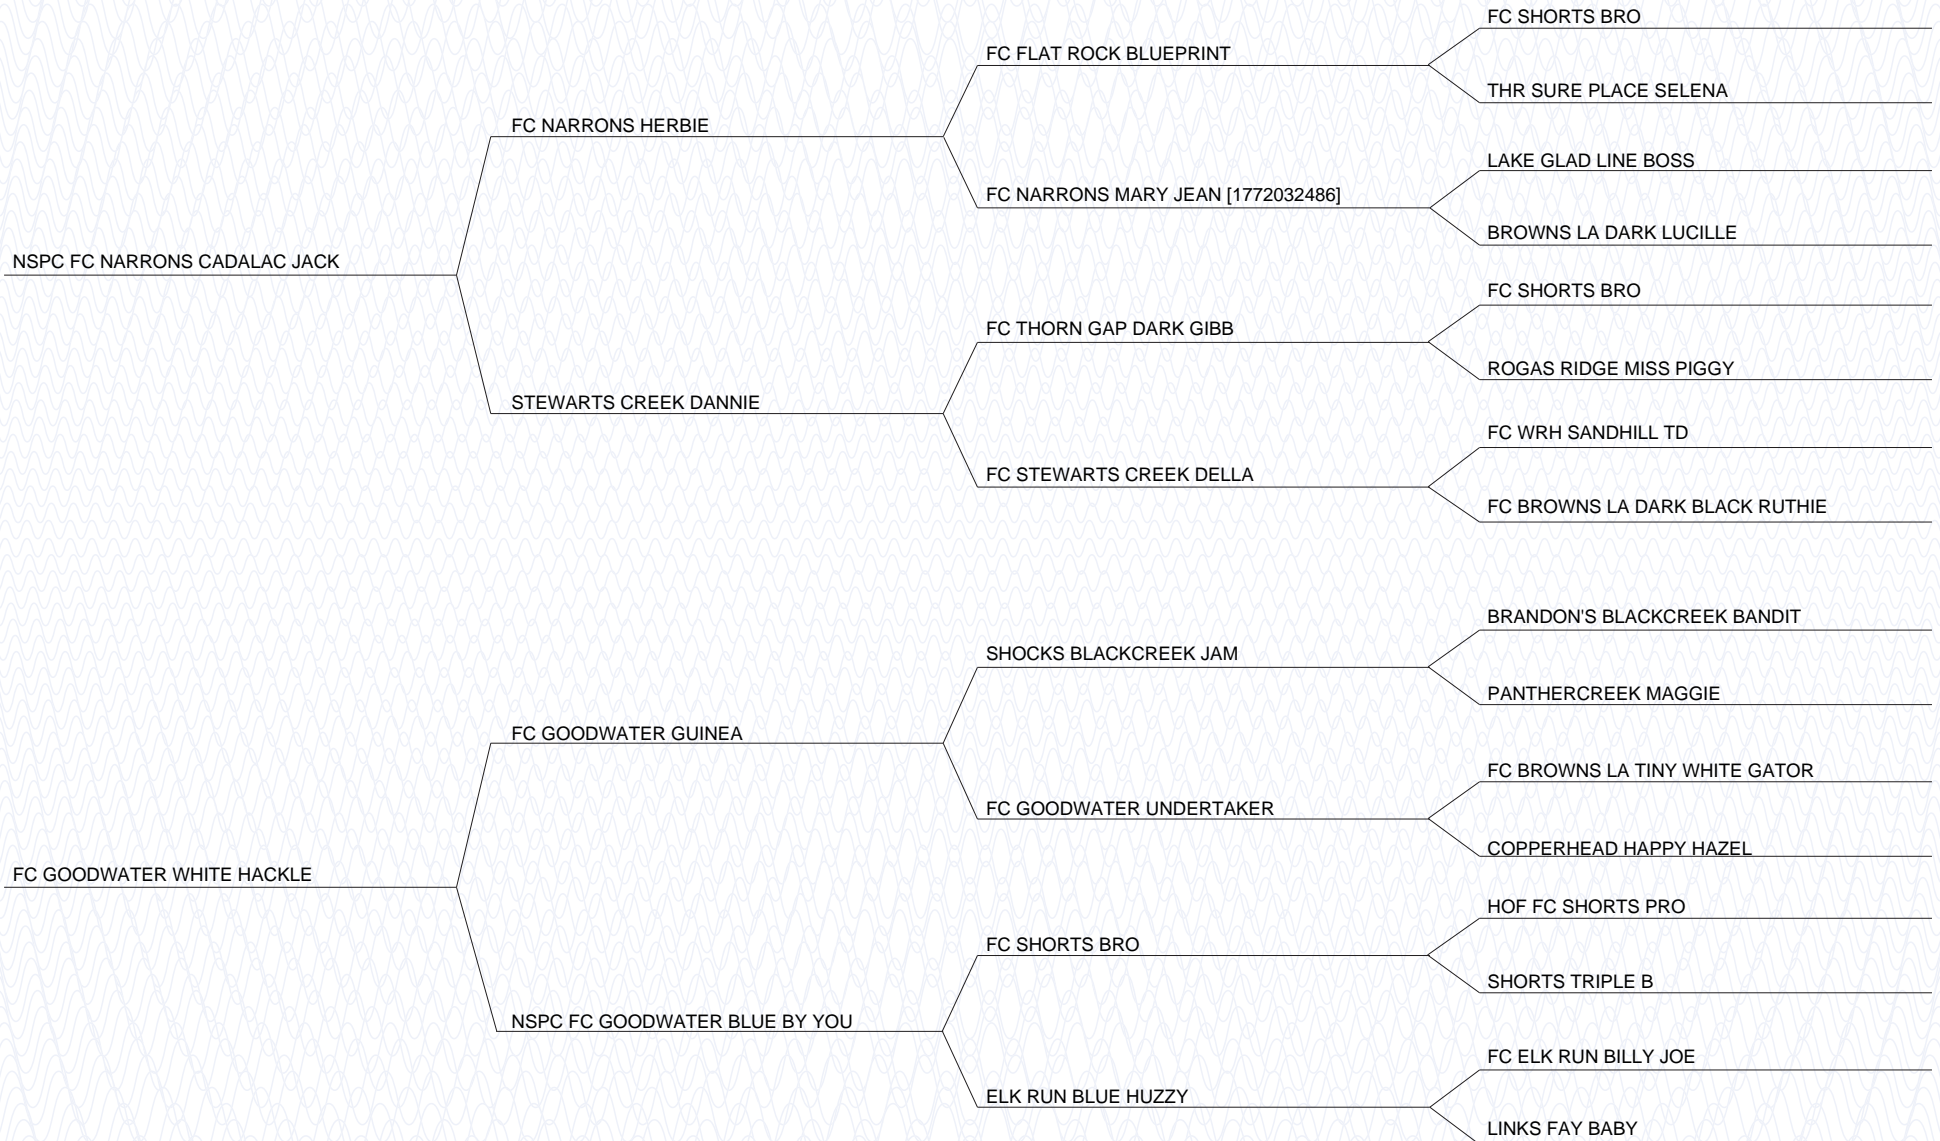 FC SHORTS BRO
FC FLAT ROCK BLUEPRINT
THR SURE PLACE SELENA
FC NARRONS HERBIE
LAKE GLAD LINE BOSS
FC NARRONS MARY JEAN [1772032486]
BROWNS LA DARK LUCILLE
NSPC FC NARRONS CADALAC JACK
FC SHORTS BRO
FC THORN GAP DARK GIBB
ROGAS RIDGE MISS PIGGY
STEWARTS CREEK DANNIE
FC WRH SANDHILL TD
FC STEWARTS CREEK DELLA
FC BROWNS LA DARK BLACK RUTHIE
BRANDON'S BLACKCREEK BANDIT
SHOCKS BLACKCREEK JAM
PANTHERCREEK MAGGIE
FC GOODWATER GUINEA
FC BROWNS LA TINY WHITE GATOR
FC GOODWATER UNDERTAKER
COPPERHEAD HAPPY HAZEL
FC GOODWATER WHITE HACKLE
HOF FC SHORTS PRO
FC SHORTS BRO
SHORTS TRIPLE B
NSPC FC GOODWATER BLUE BY YOU
FC ELK RUN BILLY JOE
ELK RUN BLUE HUZZY
LINKS FAY BABY